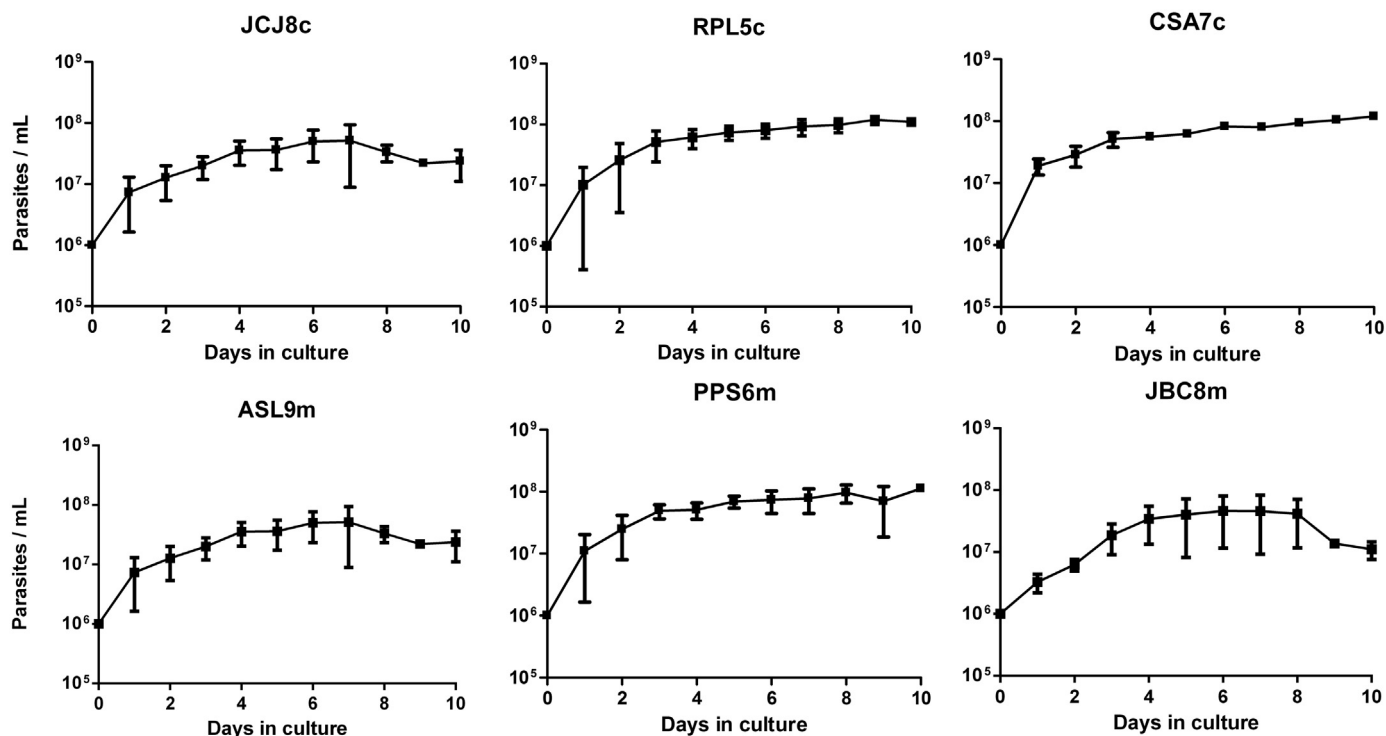 JCJ8c
RPL5c
CSA7c
Parasites / mL
10⁹
10⁸
10⁷
10⁶
10⁵
0 2 4 6 8 10
Days in culture
10⁹
10⁸
10⁷
10⁶
10⁵
0 2 4 6 8 10
Days in culture
10⁹
10⁸
10⁷
10⁶
10⁵
0 2 4 6 8 10
Days in culture
ASL9m
PPS6m
JBC8m
Parasites / mL
10⁹
10⁸
10⁷
10⁶
10⁵
0 2 4 6 8 10
Days in culture
10⁹
10⁸
10⁷
10⁶
10⁵
0 2 4 6 8 10
Days in culture
10⁹
10⁸
10⁷
10⁶
10⁵
0 2 4 6 8 10
Days in culture